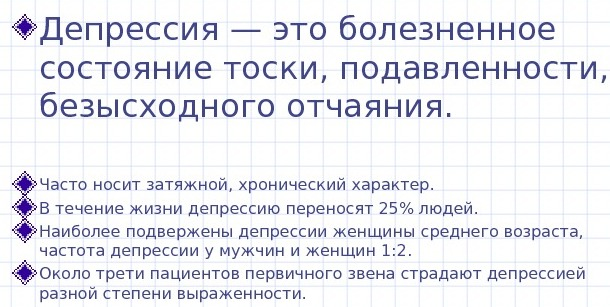 Депрессия — это болезненное
состояние тоски, подавленности,
безысходного отчаяния.
Часто носит затяжной, хронический характер.
В течение жизни депрессию переносят 25% людей.
Наиболее подвержены депрессии женщины среднего возраста,
частота депрессии у мужчин и женщин 1:2.
Около трети пациентов первичного звена страдают депрессией
разной степени выраженности.